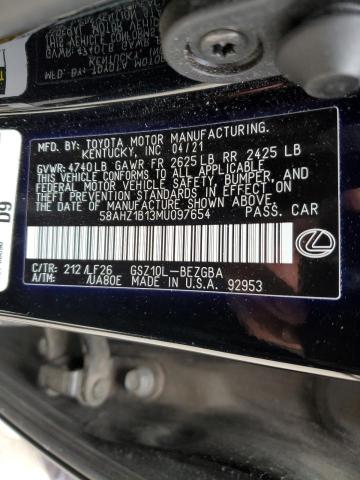 MFD. BY: TOYOTA MOTOR MANUFACTURING,
KENTUCKY, INC 04/21
GVWR: 4740LB GAWR FR 2625LB RR 2425 LB
THIS VEHICLE CONFORMS TO ALL APPLICABLE
FEDERAL MOTOR VEHICLE SAFETY, BUMPER, AND
THEFT PREVENTION STANDARDS IN EFFECT ON
THE DATE OF MANUFACTURE SHOWN ABOVE.
58AHZ1B13MU097654 PASS. CAR
C/TR: 212/LF26 GSZ10L-BEZGBA
A/TM: /UA80E MADE IN U.S.A. 92953
D9